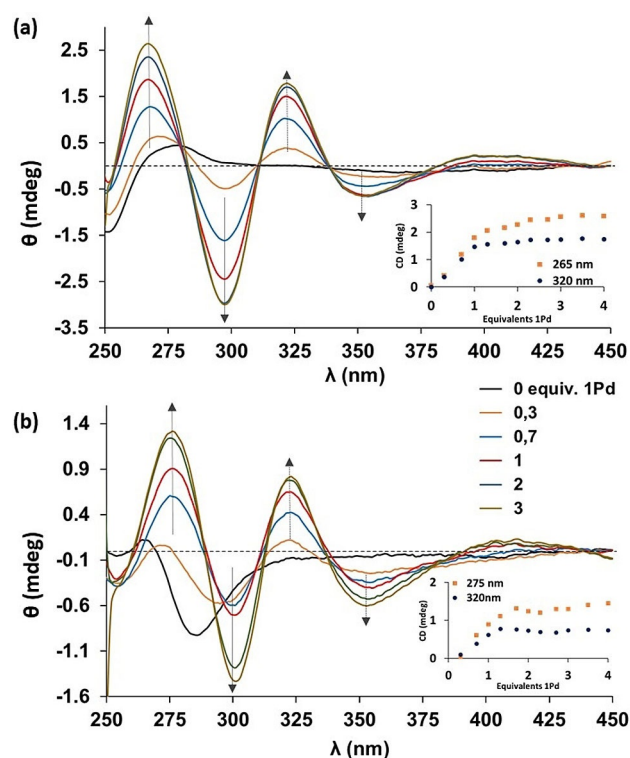 (a)
2.5
1.5
0.5
-0.5
-1.5
-2.5
-3.5
θ (mdeg)
250 275 300 325 350 375 400 425 450
λ (nm)
3
2
1
0
CD (mdeg)
265 nm
320 nm
0 1 2 3 4
Equivalents 1Pd
0 equiv. 1Pd
0,3
0,7
1
2
3
(b)
1.4
0.9
0.4
-0.1
-0.6
-1.1
-1.6
θ (mdeg)
250 275 300 325 350 375 400 425 450
λ (nm)
2
1
0
CD (mdeg)
275 nm
320nm
0 1 2 3 4
Equivalents 1Pd